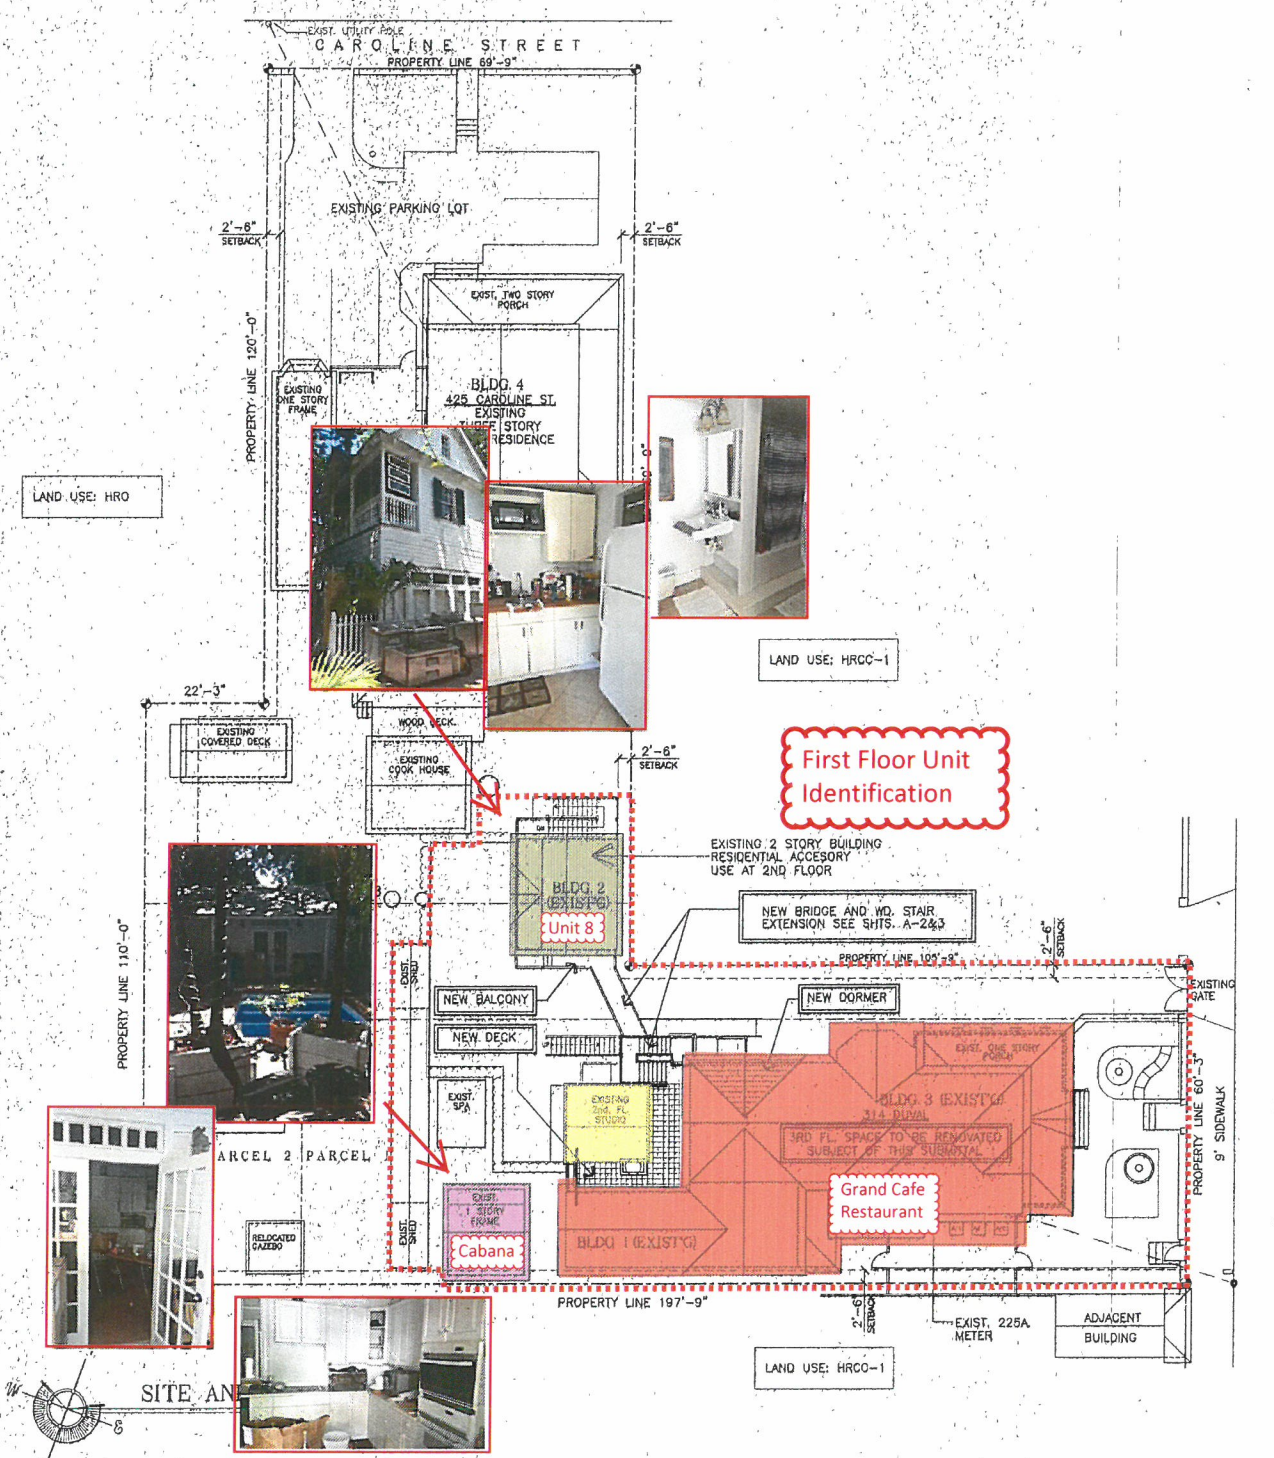 EXIST. UTILITY POLE
CAROLINE STREET
PROPERTY LINE 69'-9"
EXISTING PARKING LOT
2'-6"
SETBACK
2'-6"
SETBACK
EXIST. TWO STORY
PORCH
PROPERTY LINE 120'-0"
EXISTING
ONE STORY
FRAME
BLDG. 4
425 CAROLINE ST.
EXISTING
STORY
RESIDENCE
LAND USE: HRO
LAND USE: HRCC-1
22'-3"
EXISTING
COVERED DECK
WOOD DECK
EXISTING
COOK HOUSE
2'-6"
SETBACK
First Floor Unit
Identification
EXISTING 2 STORY BUILDING
RESIDENTIAL ACCESORY
USE AT 2ND FLOOR
BLDG. 2
(EXIST'G)
Unit 8
NEW BRIDGE AND WD. STAIR
EXTENSION SEE SHTS. A-2&3
2'-6"
SETBACK
PROPERTY LINE 105'-9"
EXISTING
GATE
PROPERTY LINE 110'-0"
EXIST.
SHED
NEW BALCONY
NEW DORMER
NEW DECK
EXIST.
SPA
EXISTING
2nd. FL.
STUDIO
EXIST. ONE STORY
PORCH
BLDG. 3 (EXIST'G)
314 DUVAL
3RD FL. SPACE TO BE RENOVATED
SUBJECT OF THIS SUBMITAL
PROPERTY LINE 60'-3"
9' SIDEWALK
ARCEL 2 PARCEL
Grand Cafe
Restaurant
EXIST.
1 STORY
FRAME
Cabana
EXIST.
SHED
RELOCATED
GAZEBO
BLDG 1 (EXIST'G)
PROPERTY LINE 197'-9"
2'-6"
SETBACK
EXIST. 225A
METER
ADJACENT
BUILDING
LAND USE: HRCC-1
W
E
SITE AN